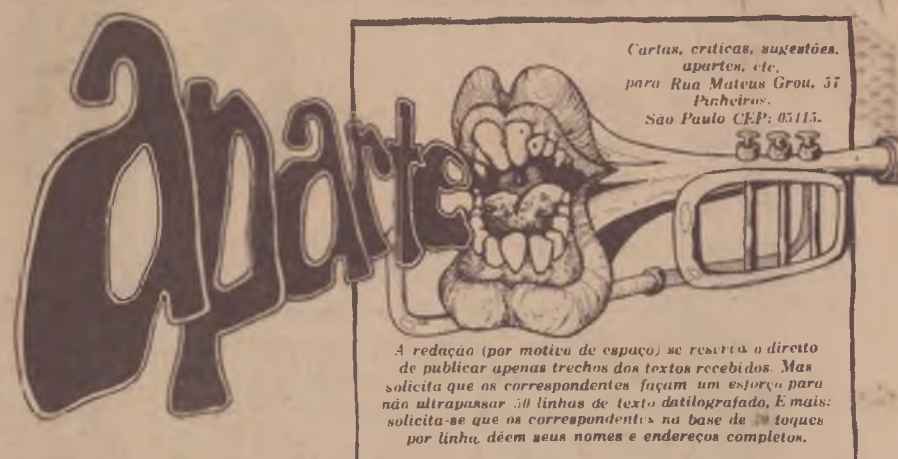 aparte
Cartas, críticas, sugestões,
apartes, etc,
para Rua Mateus Grou, 57
Pinheiros.
São Paulo CEP: 05415.
A redação (por motivo de espaço) se reserva o direito
de publicar apenas trechos dos textos recebidos. Mas
solicita que os correspondentes façam um esforço para
não ultrapassar 50 linhas de texto datilografado, E mais:
solicita-se que os correspondentes na base de toques
por linha, dêem seus nomes e endereços completos.